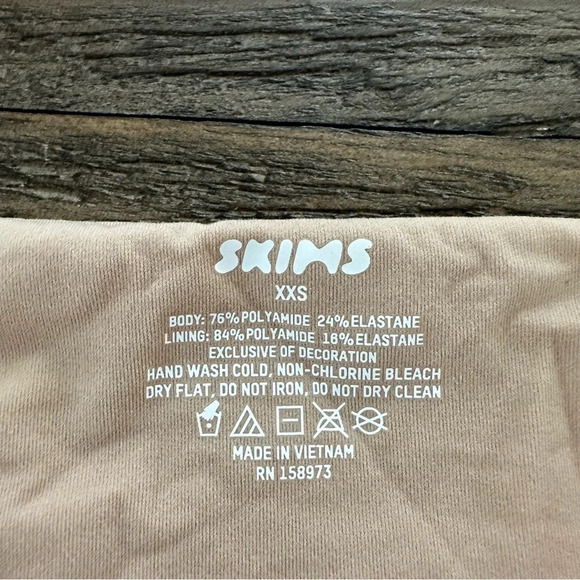 SKIMS
XXS
BODY: 76% POLYAMIDE 24% ELASTANE
LINING: 84% POLYAMIDE 18% ELASTANE
EXCLUSIVE OF DECORATION
HAND WASH COLD, NON-CHLORINE BLEACH
DRY FLAT, DO NOT IRON, DO NOT DRY CLEAN
MADE IN VIETNAM
RN 158973